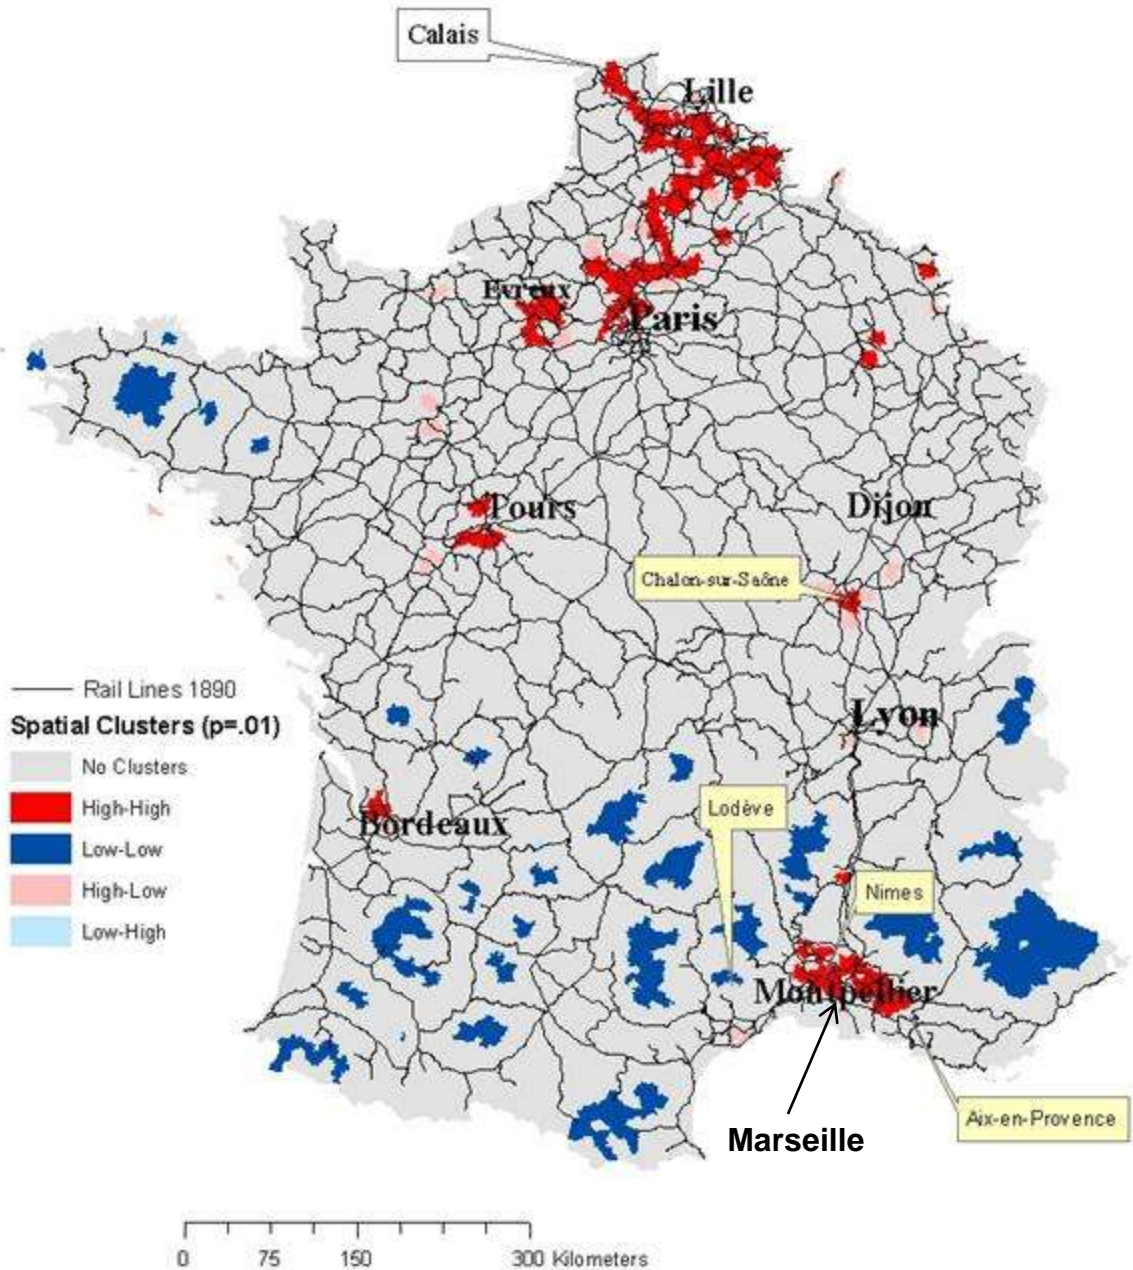 Calais
Lille
Evreux
Paris
Tours
Dijon
Chalon-sur-Saône
Rail Lines 1890
Spatial Clusters (p=.01)
No Clusters
High-High
Low-Low
High-Low
Low-High
Lyon
Lodève
Bordeaux
Nimes
Montpellier
Aix-en-Provence
Marseille
0 75 150 300 Kilometers